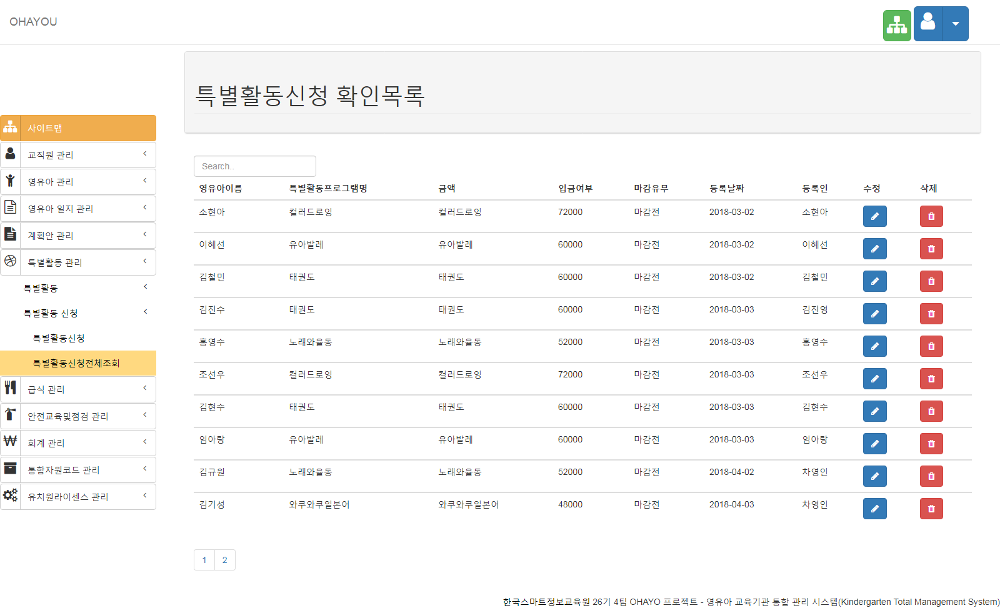 OHAYOU
특별활동신청 확인목록
사이트맵
교직원 관리
영유아 관리
영유아 일지 관리
계획안 관리
특별활동 관리
특별활동
특별활동 신청
특별활동신청
특별활동신청전체조회
급식 관리
안전교육및점검 관리
회계 관리
통합자원코드 관리
유치원라이센스 관리
Search..
영유아이름 특별활동프로그램명 금액 입금여부 마감유무 등록날짜 등록인 수정 삭제
소현아 컬러드로잉 컬러드로잉 72000 마감전 2018-03-02 소현아
이혜선 유아발레 유아발레 60000 마감전 2018-03-02 이혜선
김철민 태권도 태권도 60000 마감전 2018-03-02 김철민
김진수 태권도 태권도 60000 마감전 2018-03-03 김진영
홍영수 노래와율동 노래와율동 52000 마감전 2018-03-03 홍영수
조선우 컬러드로잉 컬러드로잉 72000 마감전 2018-03-03 조선우
김현수 태권도 태권도 60000 마감전 2018-03-03 김현수
임아랑 유아발레 유아발레 60000 마감전 2018-03-03 임아랑
김규원 노래와율동 노래와율동 52000 마감전 2018-04-02 차영인
김기성 와쿠와쿠일본어 와쿠와쿠일본어 48000 마감전 2018-04-03 차영인
1 2
한국스마트정보교육원 26기 4팀 OHAYO 프로젝트 - 영유아 교육기관 통합 관리 시스템(Kindergarten Total Management System)